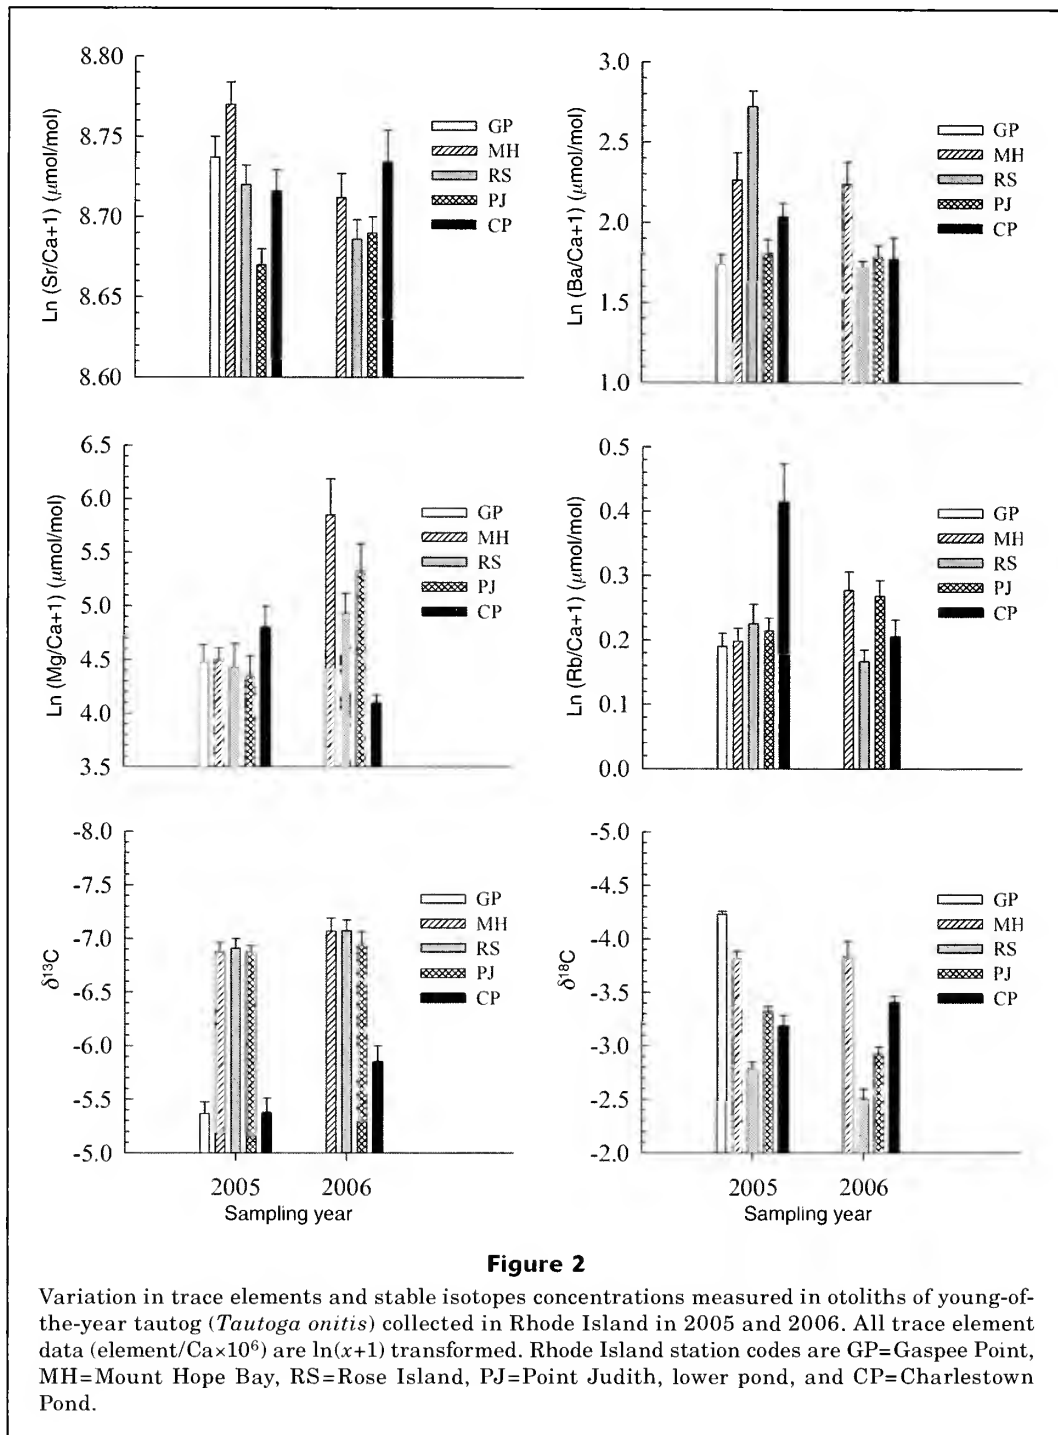 Ln (Sr/Ca+1) (μmol/mol)
8.80
8.75
8.70
8.65
8.60
GP
MH
RS
PJ
CP
Ln (Ba/Ca+1) (μmol/mol)
3.0
2.5
2.0
1.5
1.0
GP
MH
RS
PJ
CP
Ln (Mg/Ca+1) (μmol/mol)
6.5
6.0
5.5
5.0
4.5
4.0
3.5
GP
MH
RS
PJ
CP
Ln (Rb/Ca+1) (μmol/mol)
0.5
0.4
0.3
0.2
0.1
0.0
GP
MH
RS
PJ
CP
δ¹³C
-8.0
-7.5
-7.0
-6.5
-6.0
-5.5
-5.0
GP
MH
RS
PJ
CP
2005 2006
Sampling year
δ¹⁸C
-5.0
-4.5
-4.0
-3.5
-3.0
-2.5
-2.0
GP
MH
RS
PJ
CP
2005 2006
Sampling year
Figure 2
Variation in trace elements and stable isotopes concentrations measured in otoliths of young-of-
the-year tautog (Tautoga onitis) collected in Rhode Island in 2005 and 2006. All trace element
data (element/Ca×10⁶) are ln(x+1) transformed. Rhode Island station codes are GP=Gaspee Point,
MH=Mount Hope Bay, RS=Rose Island, PJ=Point Judith, lower pond, and CP=Charlestown
Pond.